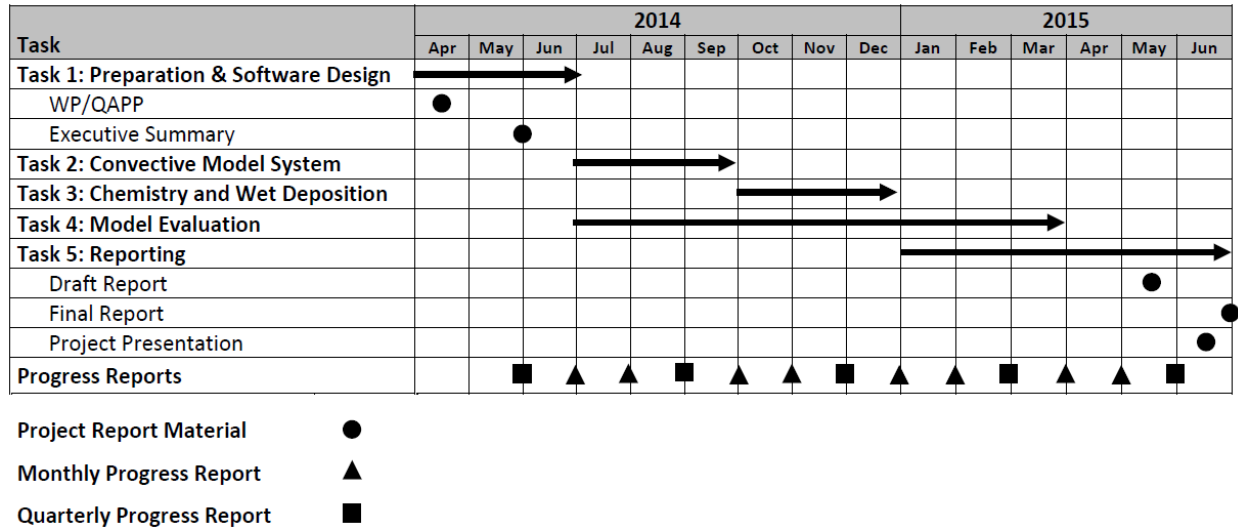 2014 2015
Task Apr May Jun Jul Aug Sep Oct Nov Dec Jan Feb Mar Apr May Jun
Task 1: Preparation & Software Design
WP/QAPP
Executive Summary
Task 2: Convective Model System
Task 3: Chemistry and Wet Deposition
Task 4: Model Evaluation
Task 5: Reporting
Draft Report
Final Report
Project Presentation
Progress Reports
Project Report Material
Monthly Progress Report
Quarterly Progress Report